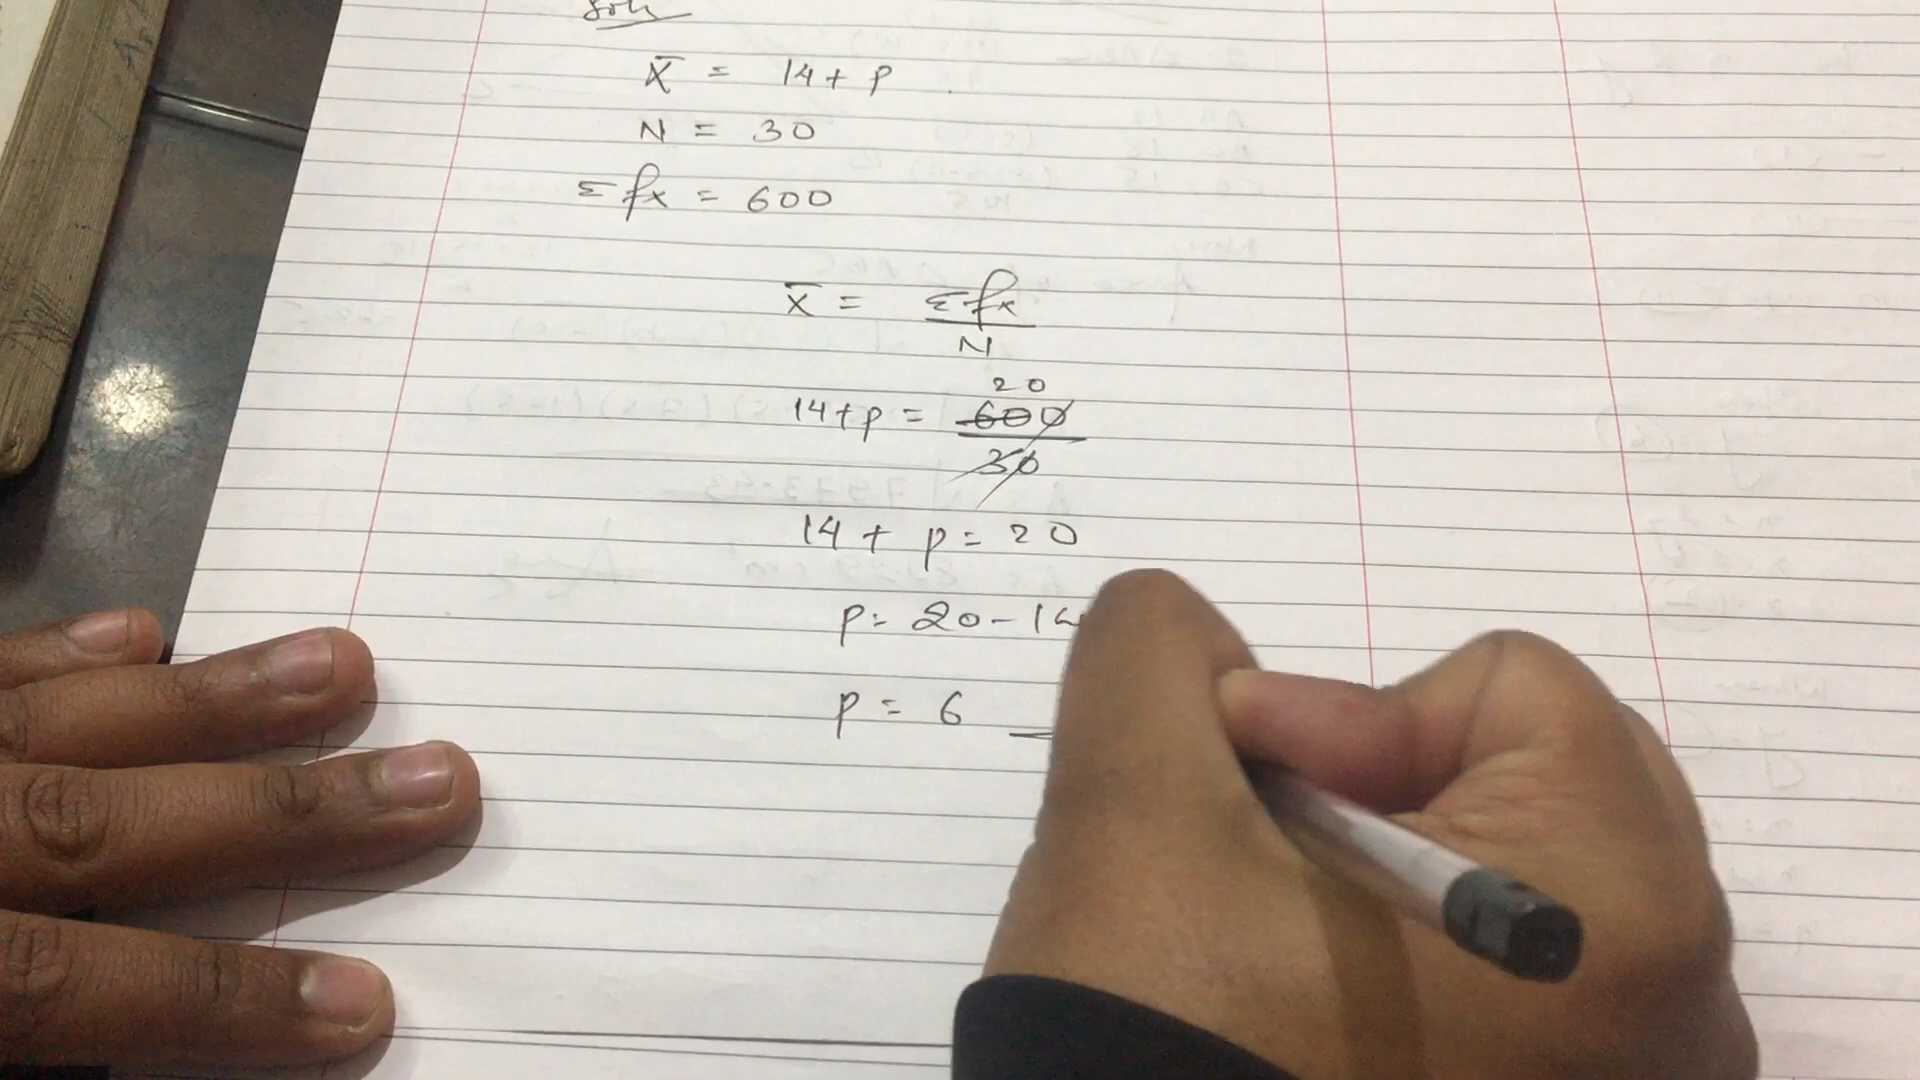 Soln
X̄ = 14 + p
N = 30
Σfx = 600
x̄ = Σfx / N
20
14 + p = 600 / 30
14 + p = 20
p = 20 - 14
p = 6